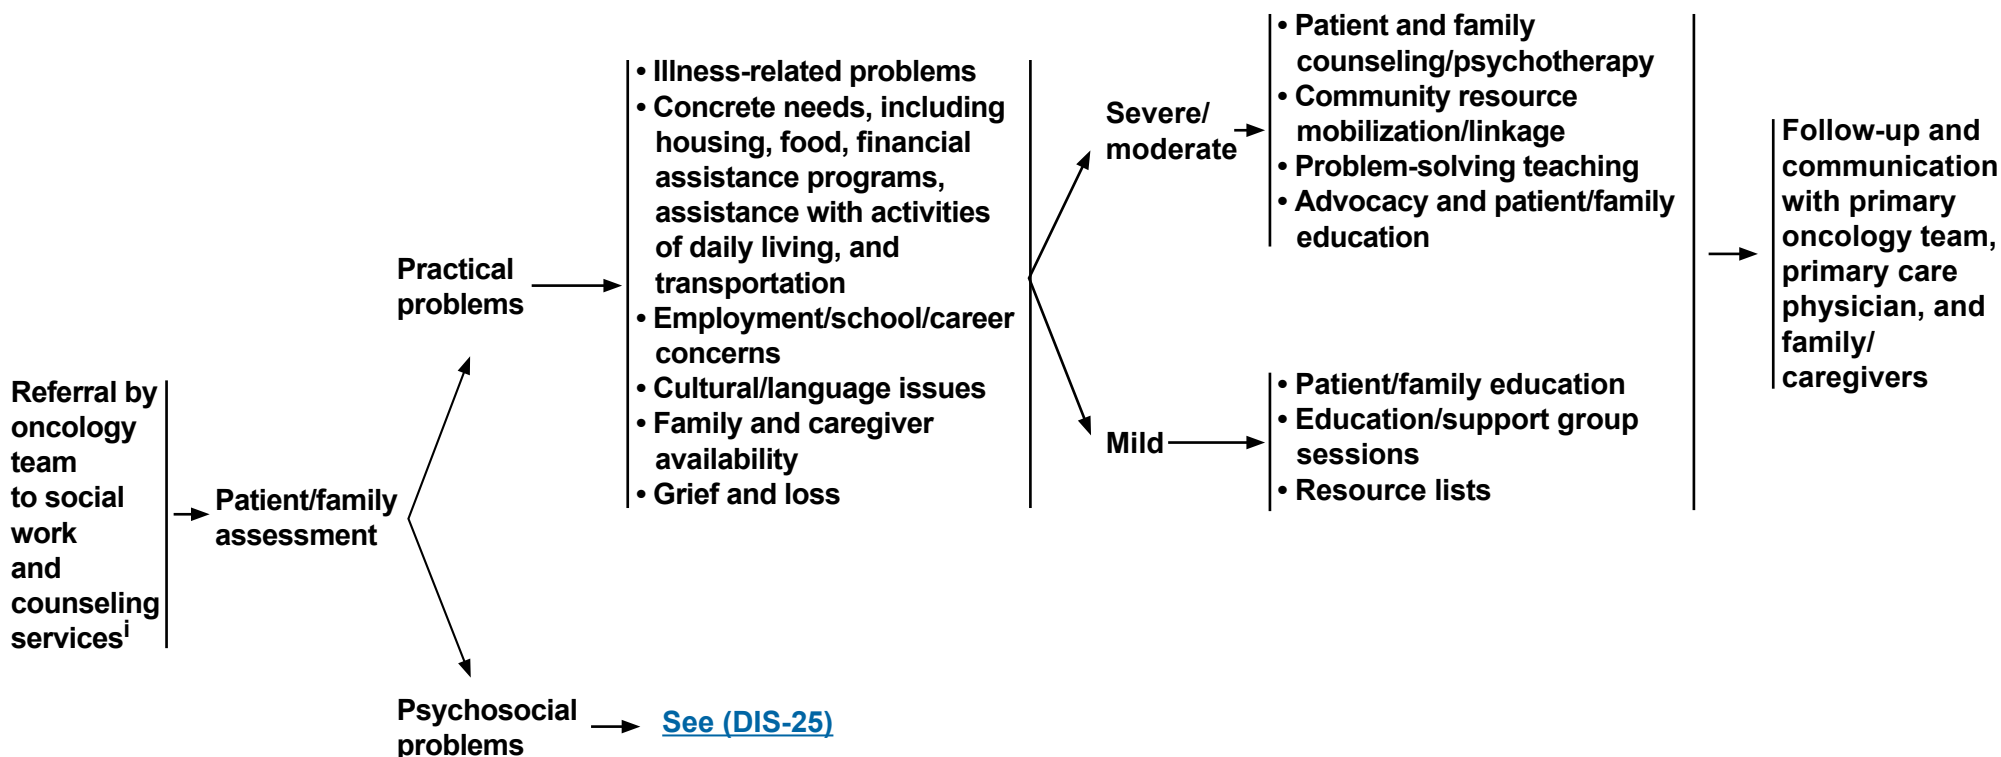 Referral by
oncology
team
to social
work
and
counseling
servicesⁱ
Patient/family
assessment
Practical
problems
• Illness-related problems
• Concrete needs, including
housing, food, financial
assistance programs,
assistance with activities
of daily living, and
transportation
• Employment/school/career
concerns
• Cultural/language issues
• Family and caregiver
availability
• Grief and loss
Severe/
moderate
• Patient and family
counseling/psychotherapy
• Community resource
mobilization/linkage
• Problem-solving teaching
• Advocacy and patient/family
education
Mild
• Patient/family education
• Education/support group
sessions
• Resource lists
Follow-up and
communication
with primary
oncology team,
primary care
physician, and
family/
caregivers
Psychosocial
problems
See (DIS-25)